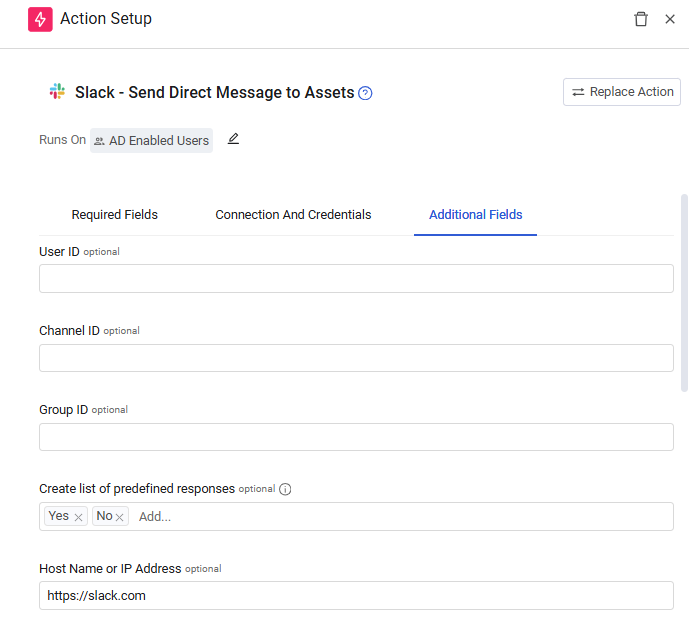 Action Setup
Slack - Send Direct Message to Assets
Replace Action
Runs On AD Enabled Users
Required Fields Connection And Credentials Additional Fields
User ID optional
Channel ID optional
Group ID optional
Create list of predefined responses optional
Yes No Add...
Host Name or IP Address optional
https://slack.com